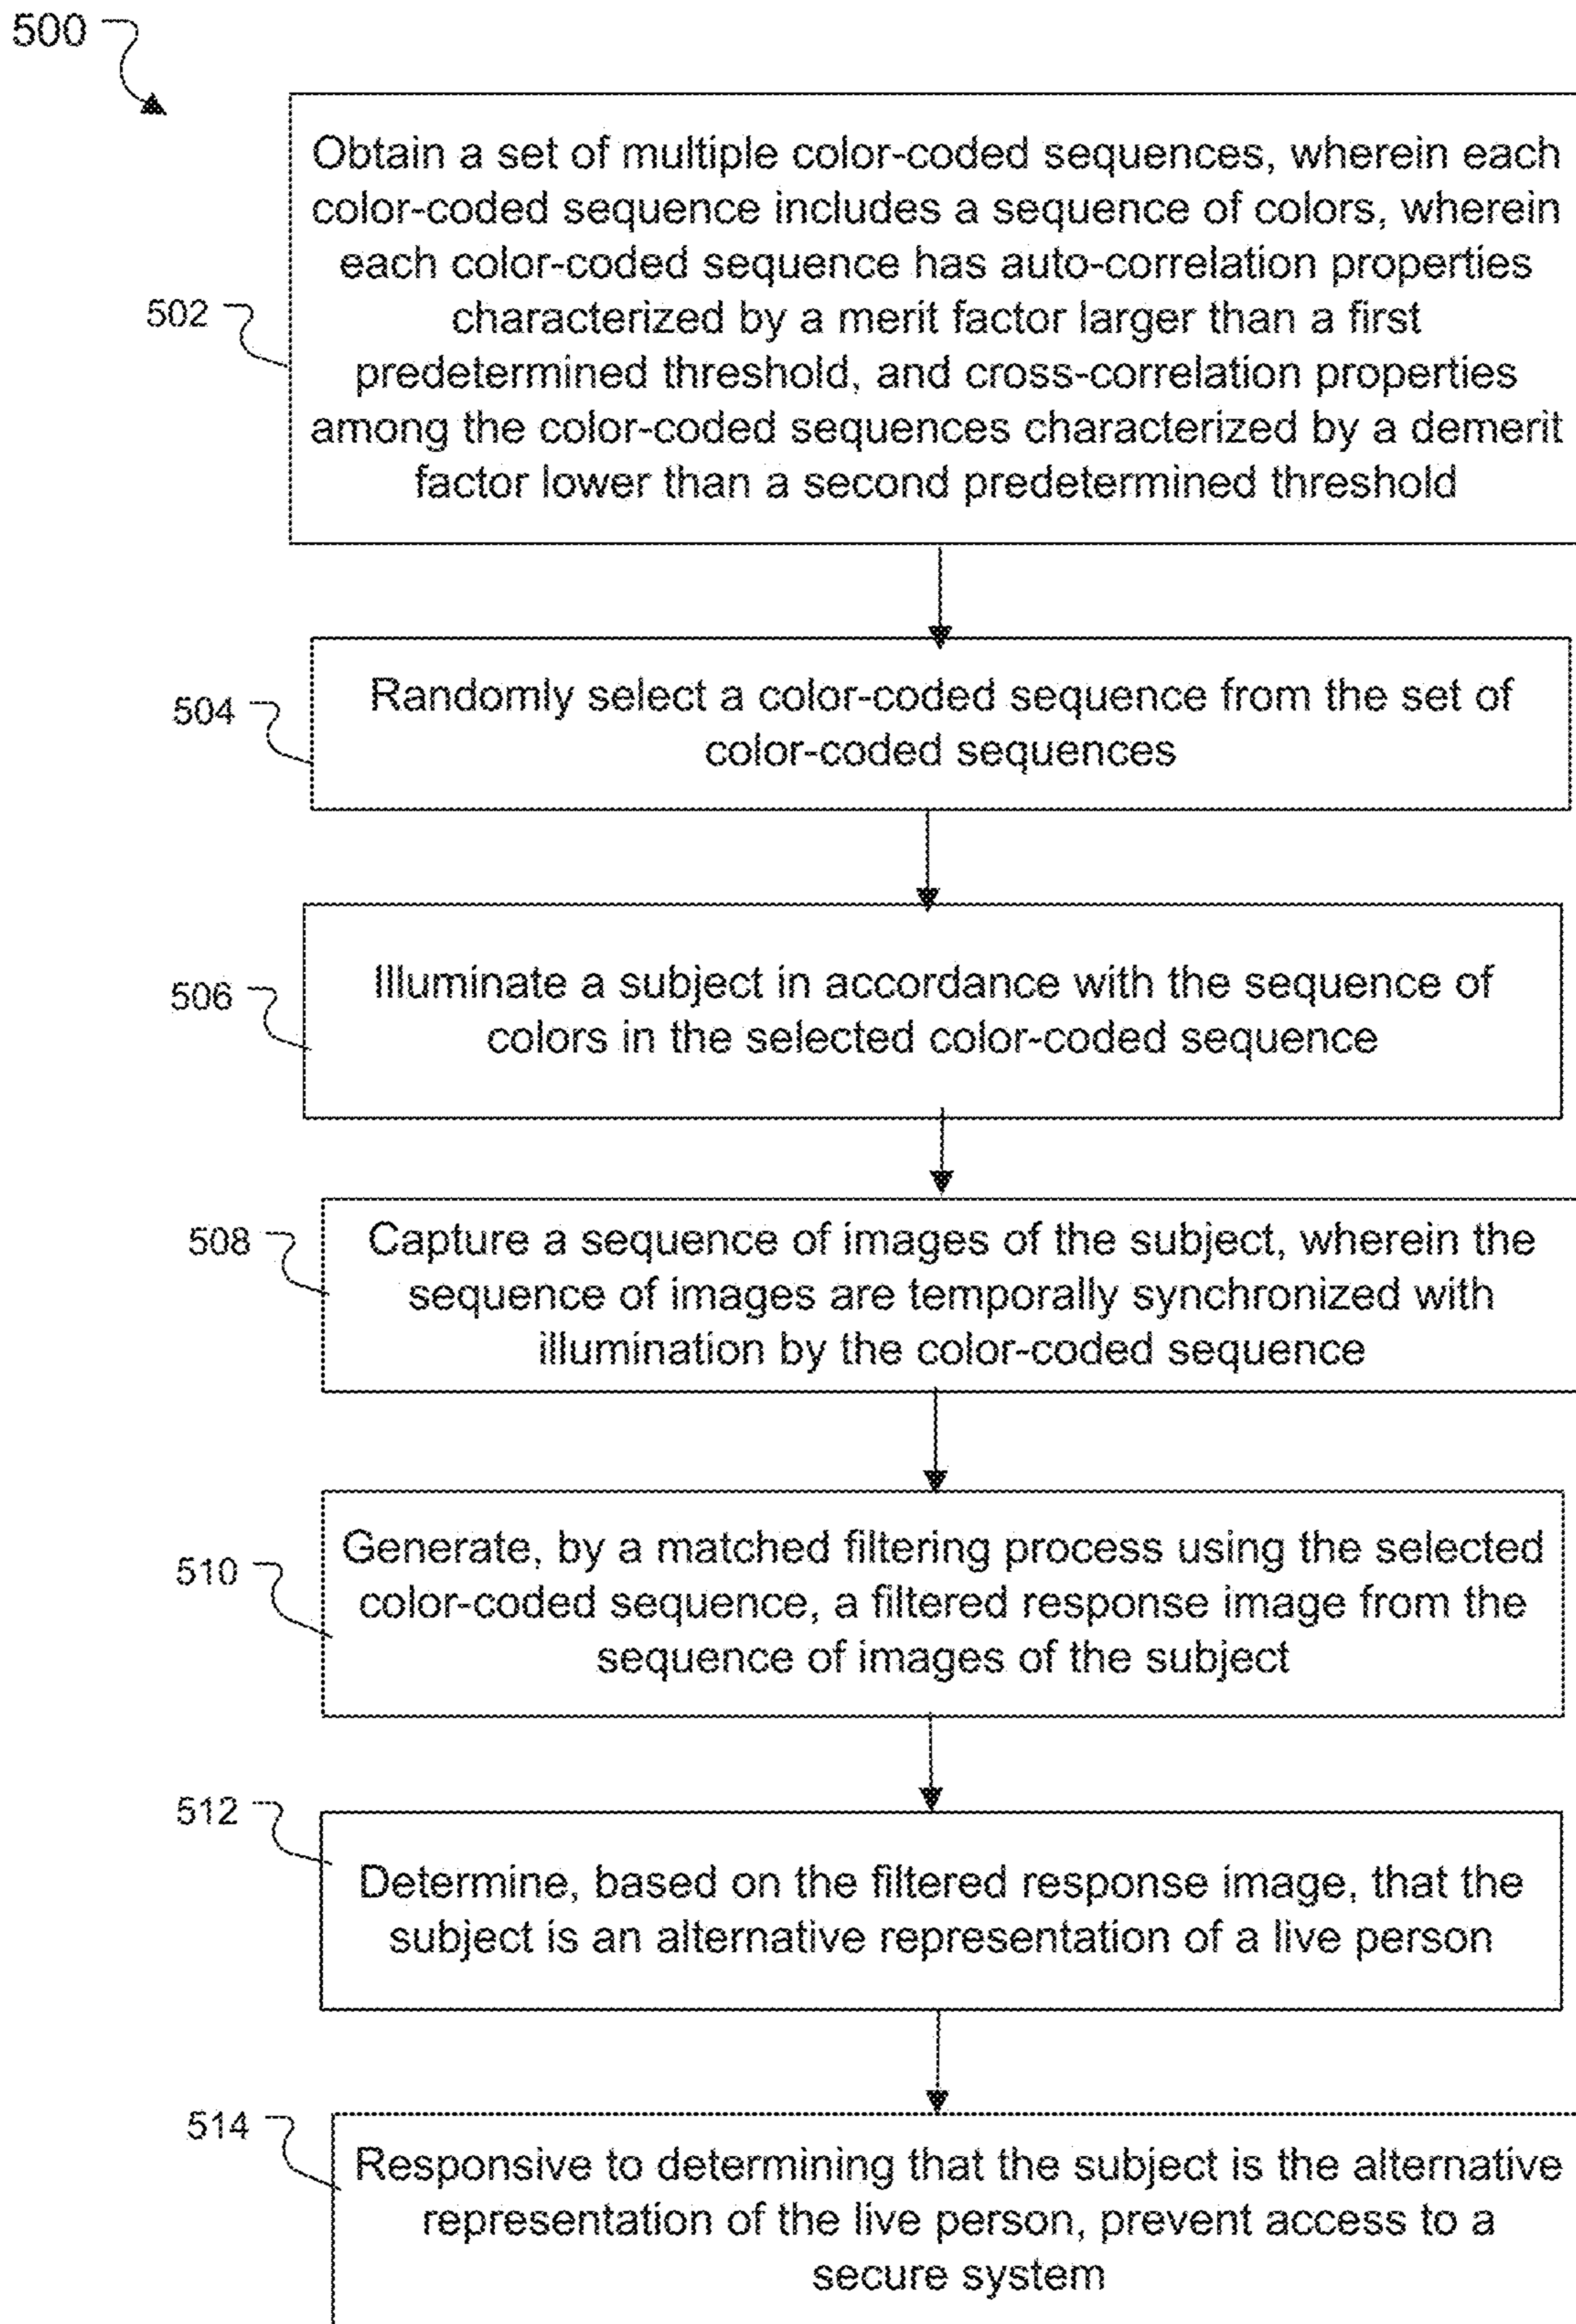 500
Obtain a set of multiple color-coded sequences, wherein each
color-coded sequence includes a sequence of colors, wherein
each color-coded sequence has auto-correlation properties
characterized by a merit factor larger than a first
predetermined threshold, and cross-correlation properties
among the color-coded sequences characterized by a demerit
factor lower than a second predetermined threshold
502
Randomly select a color-coded sequence from the set of
color-coded sequences
504
Illuminate a subject in accordance with the sequence of
colors in the selected color-coded sequence
506
Capture a sequence of images of the subject, wherein the
sequence of images are temporally synchronized with
illumination by the color-coded sequence
508
Generate, by a matched filtering process using the selected
color-coded sequence, a filtered response image from the
sequence of images of the subject
510
Determine, based on the filtered response image, that the
subject is an alternative representation of a live person
512
Responsive to determining that the subject is the alternative
representation of the live person, prevent access to a
secure system
514